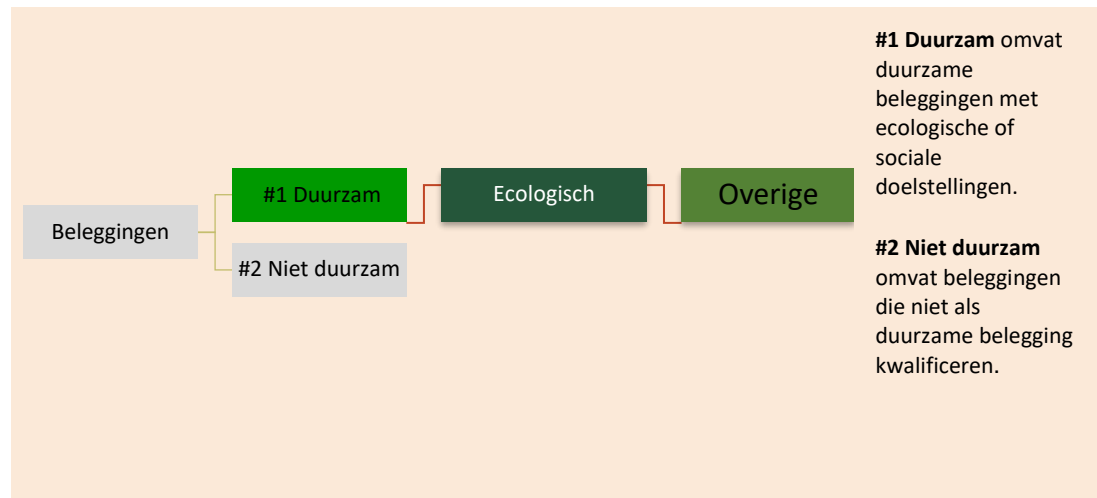 Beleggingen
#1 Duurzam
#2 Niet duurzam
Ecologisch
Overige
#1 Duurzam omvat
duurzame
beleggingen met
ecologische of
sociale
doelstellingen.
#2 Niet duurzam
omvat beleggingen
die niet als
duurzame belegging
kwalificeren.